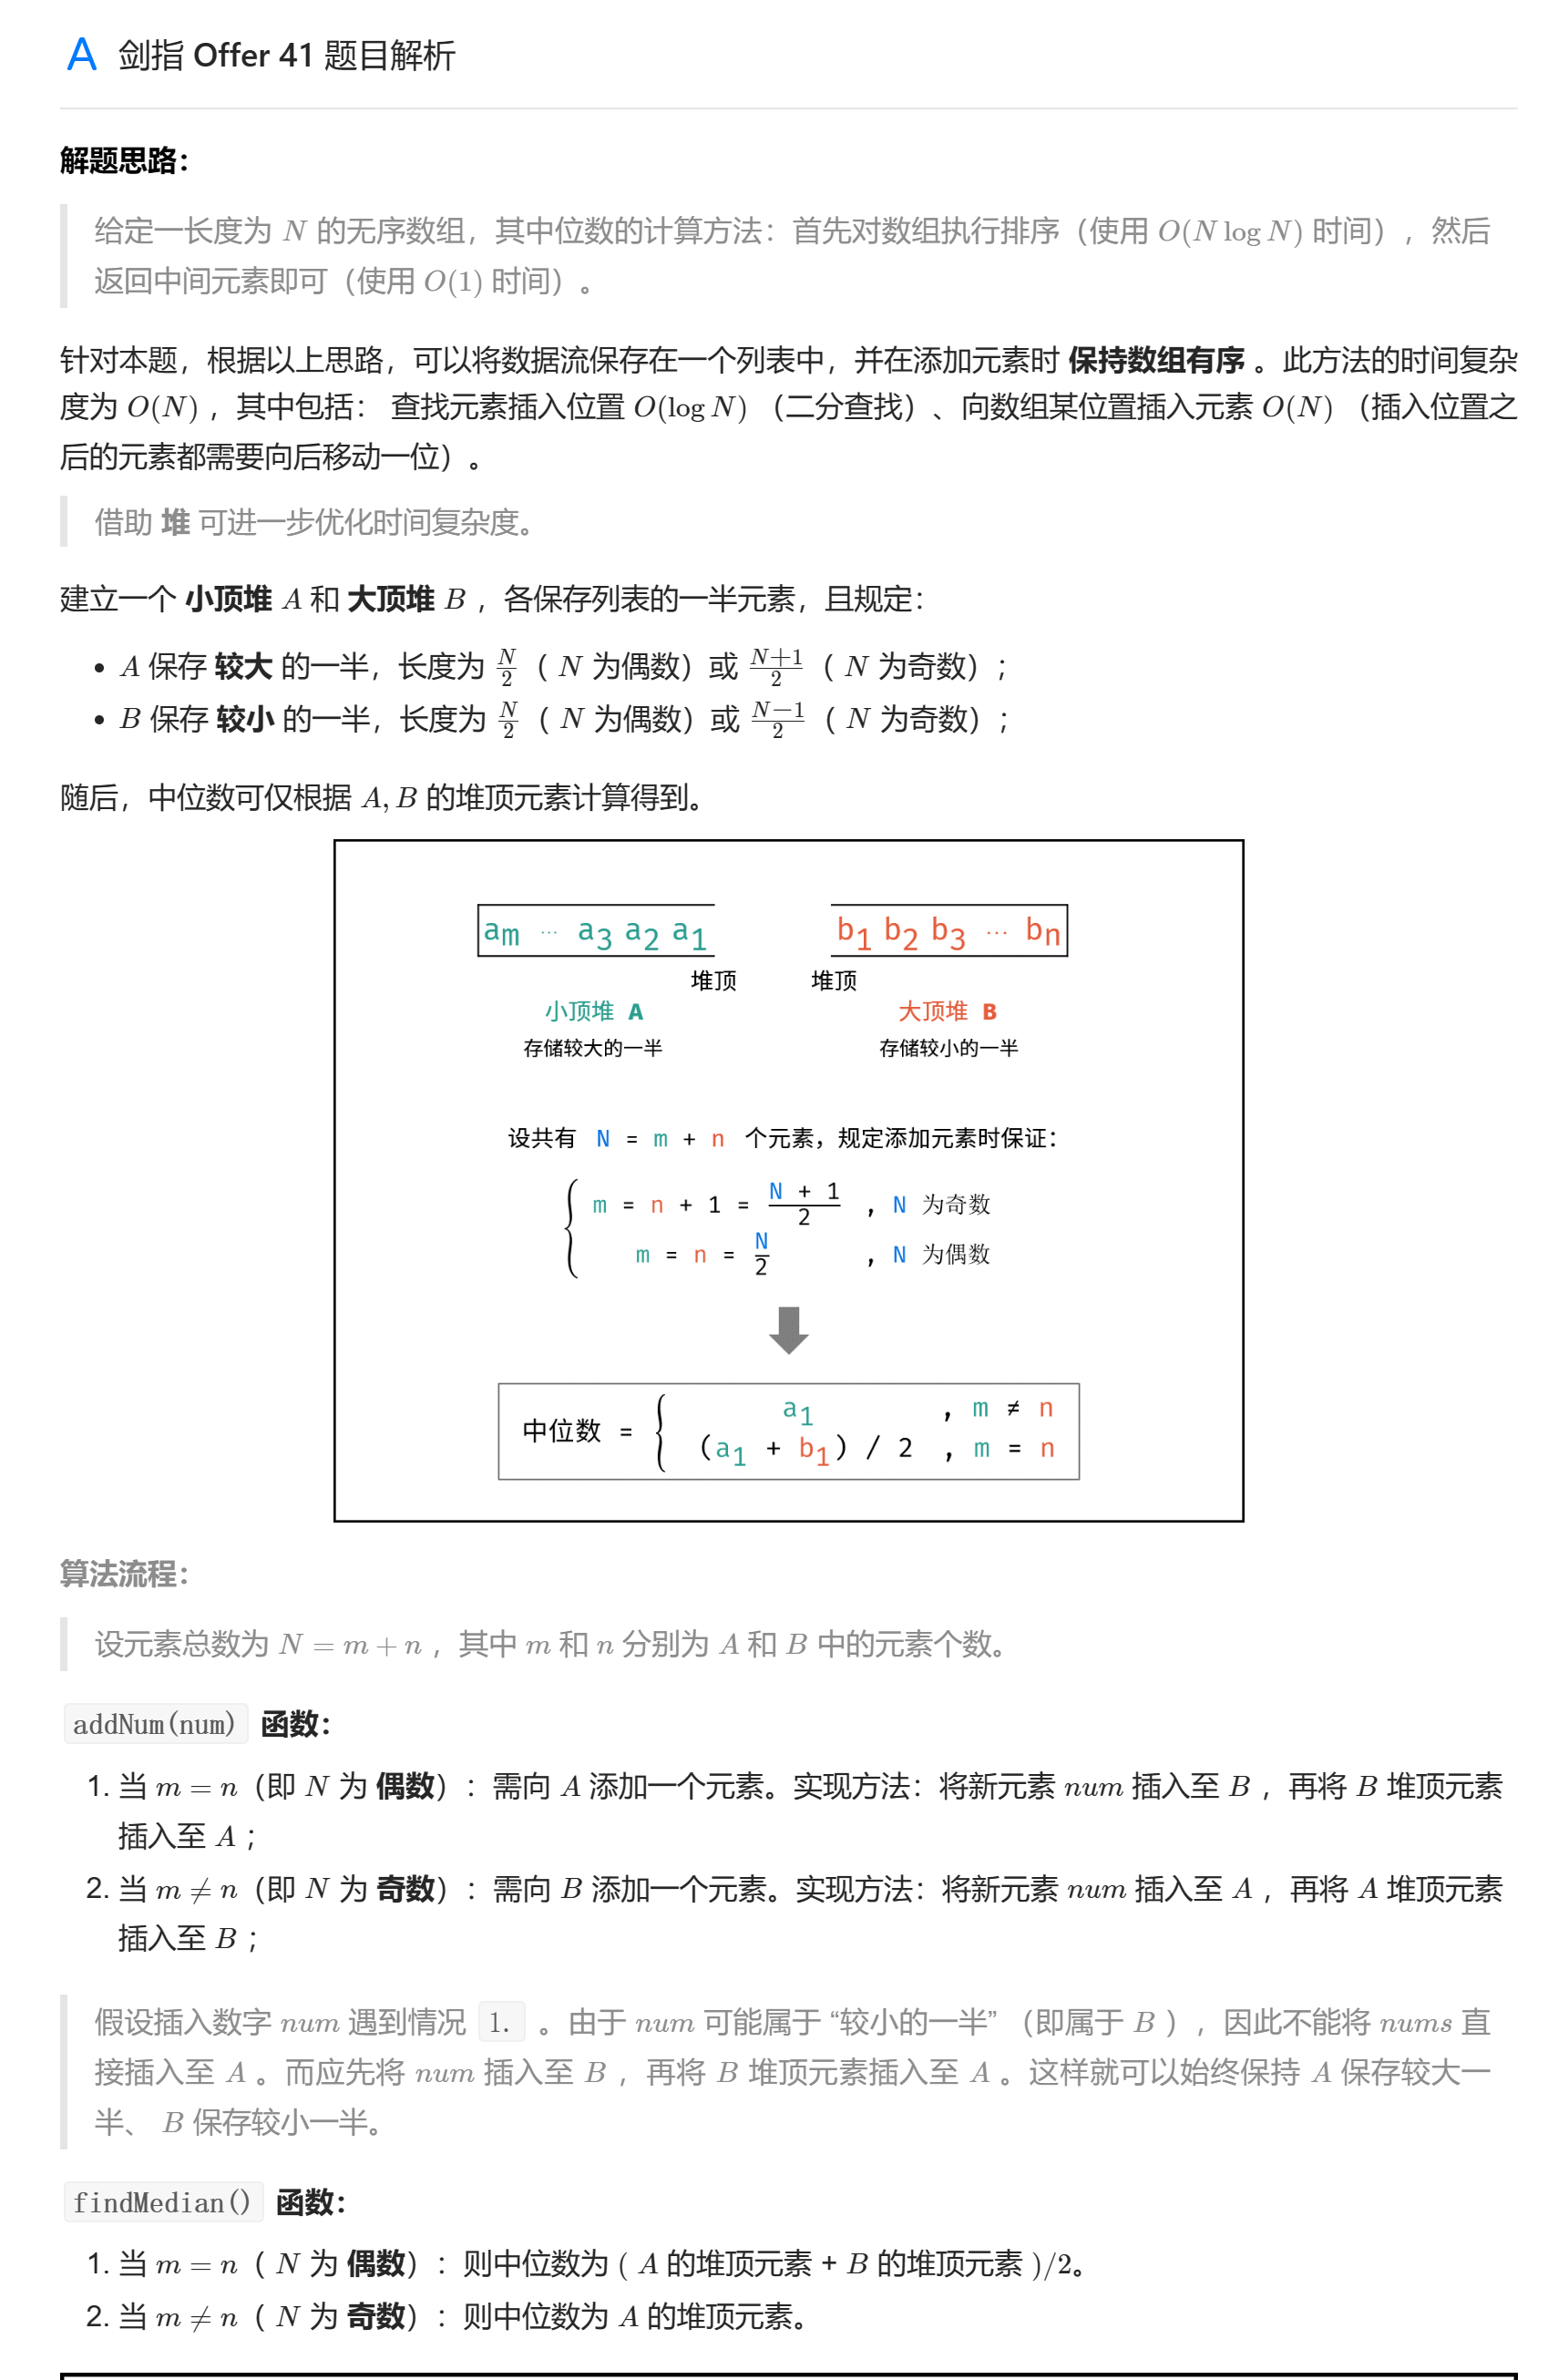 剑指 Offer 41 题目解析
解题思路：
给定一长度为 N 的无序数组，其中位数的计算方法：首先对数组执行排序（使用 O(N log N) 时间），然后
返回中间元素即可（使用 O(1) 时间）。
针对本题，根据以上思路，可以将数据流保存在一个列表中，并在添加元素时 保持数组有序 。此方法的时间复杂
度为 O(N) ，其中包括： 查找元素插入位置 O(log N) （二分查找）、向数组某位置插入元素 O(N) （插入位置之
后的元素都需要向后移动一位）。
借助 堆 可进一步优化时间复杂度。
建立一个 小顶堆 A 和 大顶堆 B ，各保存列表的一半元素，且规定：
• A 保存 较大 的一半，长度为 N/2 （ N 为偶数）或 (N+1)/2 （ N 为奇数）；
• B 保存 较小 的一半，长度为 N/2 （ N 为偶数）或 (N−1)/2 （ N 为奇数）；
随后，中位数可仅根据 A, B 的堆顶元素计算得到。
am ... a3 a2 a1 b1 b2 b3 ... bn
堆顶 堆顶
小顶堆 A 大顶堆 B
存储较大的一半 存储较小的一半
设共有 N = m + n 个元素，规定添加元素时保证：
m = n + 1 = (N + 1)/2 , N 为奇数
m = n = N/2 , N 为偶数
中位数 = { a1 , m ≠ n
(a1 + b1) / 2 , m = n
算法流程：
设元素总数为 N = m + n ，其中 m 和 n 分别为 A 和 B 中的元素个数。
addNum(num) 函数：
1. 当 m = n（即 N 为 偶数）：需向 A 添加一个元素。实现方法：将新元素 num 插入至 B ，再将 B 堆顶元素
插入至 A ；
2. 当 m ≠ n（即 N 为 奇数）：需向 B 添加一个元素。实现方法：将新元素 num 插入至 A ，再将 A 堆顶元素
插入至 B ；
假设插入数字 num 遇到情况 1. 。由于 num 可能属于 “较小的一半” （即属于 B ），因此不能将 nums 直
接插入至 A 。而应先将 num 插入至 B ，再将 B 堆顶元素插入至 A 。这样就可以始终保持 A 保存较大一
半、 B 保存较小一半。
findMedian() 函数：
1. 当 m = n（ N 为 偶数）：则中位数为 ( A 的堆顶元素 + B 的堆顶元素 )/2。
2. 当 m ≠ n（ N 为 奇数）：则中位数为 A 的堆顶元素。